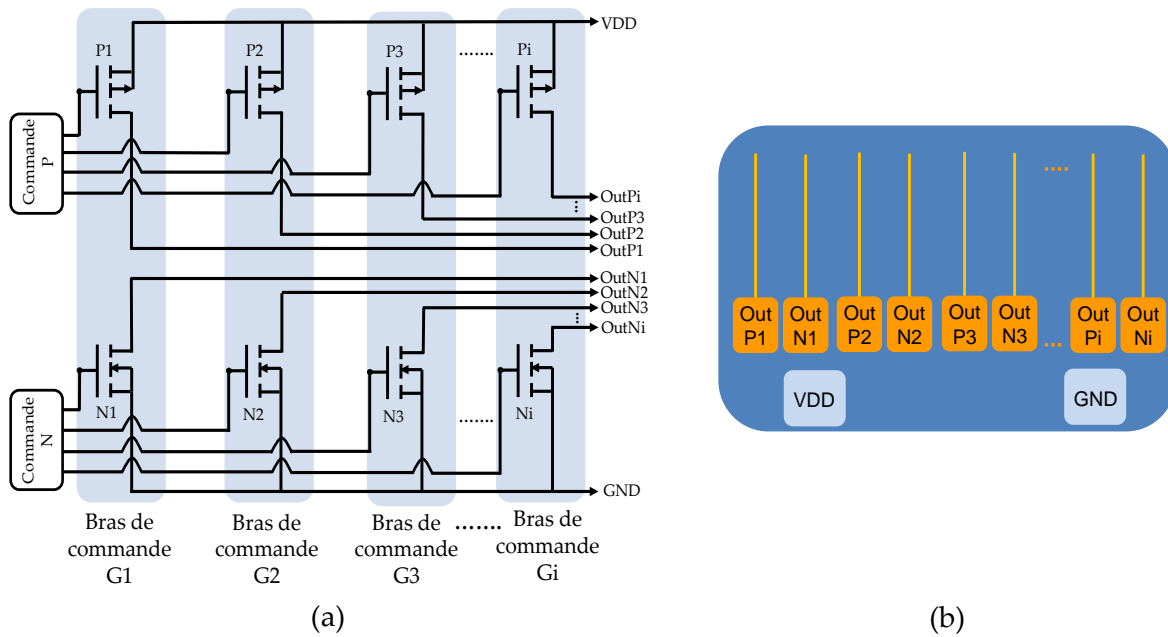 VDD
P1
P2
P3
.......
Pi
Commande
P
OutPi
...
OutP3
OutP2
OutP1
OutN1
OutN2
OutN3
...
OutNi
Commande
N
N1
N2
N3
.......
Ni
GND
Bras de
commande
G1
Bras de
commande
G2
Bras de
commande
G3
.......
Bras de
commande
Gi
(a)
....
Out
P1
Out
N1
Out
P2
Out
N2
Out
P3
Out
N3
....
Out
Pi
Out
Ni
VDD
GND
(b)